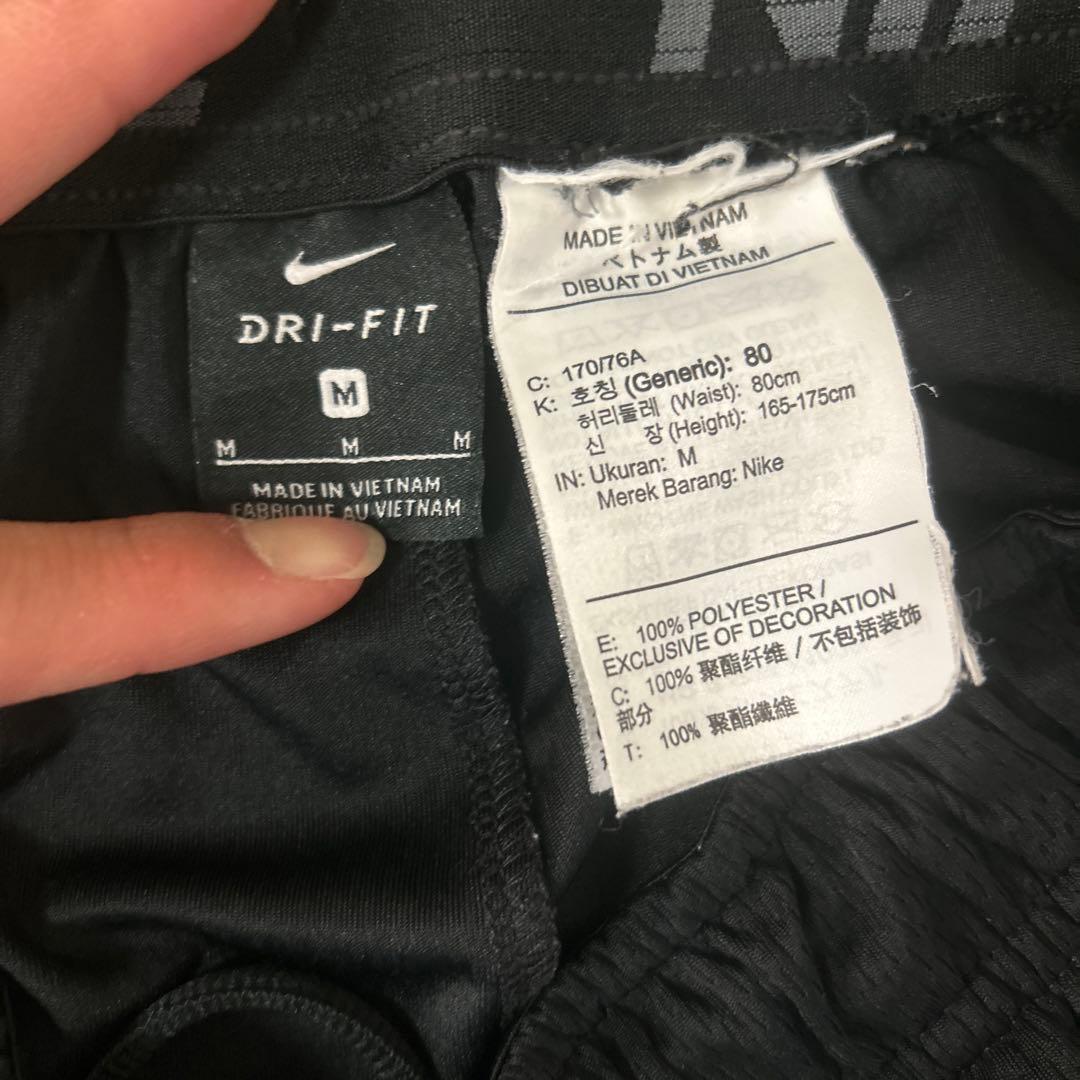 DRI-FIT
M
M M M
MADE IN VIETNAM
FABRIQUE AU VIETNAM
MADE IN VIETNAM
ベトナム製
DIBUAT DI VIETNAM
C: 170/76A
K: 호칭 (Generic): 80
허리둘레 (Waist): 80cm
신 장 (Height): 165-175cm
IN: Ukuran: M
Merek Barang: Nike
E: 100% POLYESTER /
EXCLUSIVE OF DECORATION
C: 100% 聚酯纤维 / 不包括装饰
部分
T: 100% 聚酯纖維